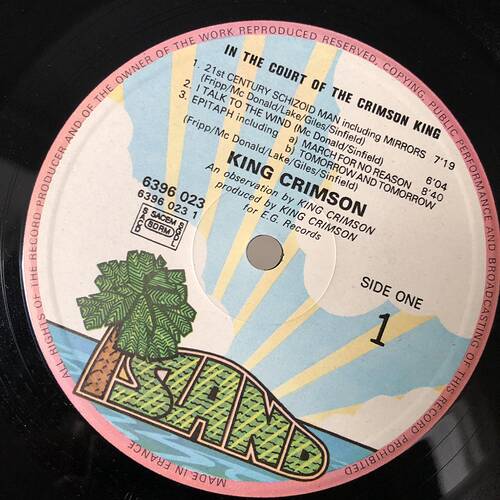 ALL RIGHTS OF THE RECORD PRODUCER AND OF THE OWNER OF THE WORK REPRODUCED RESERVED. COPYING, PUBLIC PERFORMANCE AND BROADCASTING OF THIS RECORD PROHIBITED
IN THE COURT OF THE CRIMSON KING
1. 21st CENTURY SCHIZOID MAN including MIRRORS 7'19
(Fripp/Mc Donald/Lake/Giles/Sinfield)
2. I TALK TO THE WIND (Mc Donald/Sinfield) 6'04
3. EPITAPH including a) MARCH FOR NO REASON 8'40
b) TOMORROW AND TOMORROW
(Fripp/Mc Donald/Lake/Giles/Sinfield)
KING CRIMSON
An observation by KING CRIMSON
produced by KING CRIMSON
for E.G. Records
6396 023
6396 023 1
SACEM
SDRM
SIDE ONE
1
ISLAND
MADE IN FRANCE